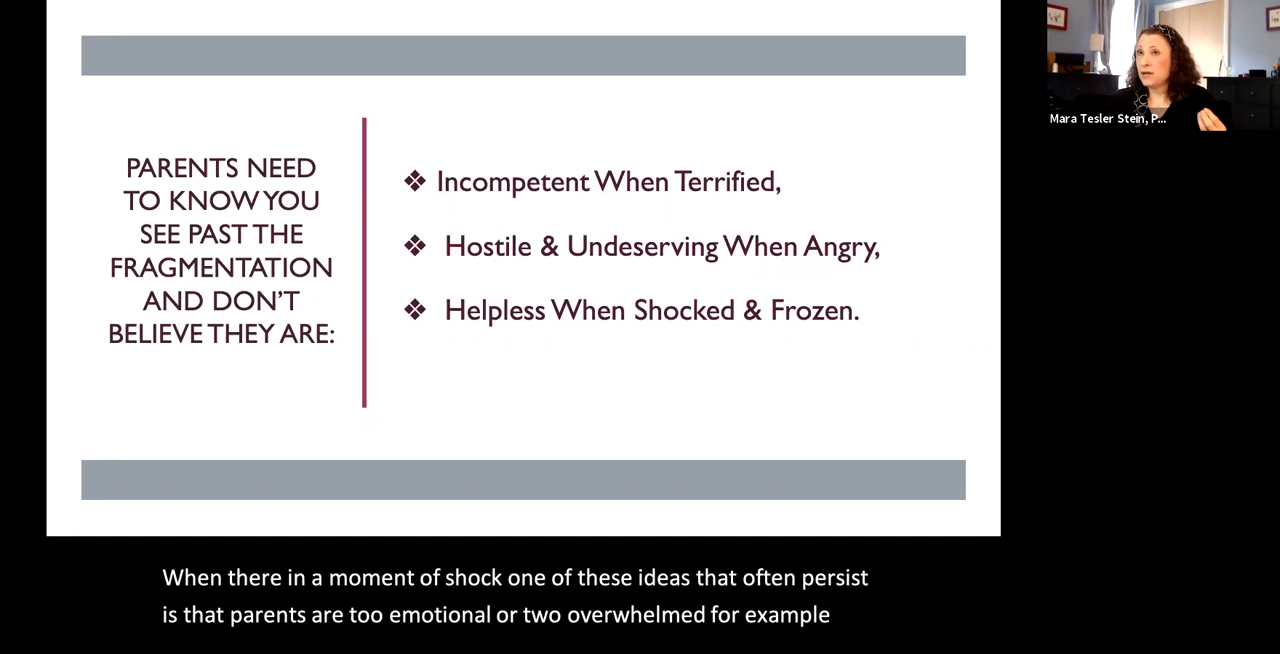 PARENTS NEED
TO KNOW YOU
SEE PAST THE
FRAGMENTATION
AND DON'T
BELIEVE THEY ARE:
❖ Incompetent When Terrified,
❖ Hostile & Undeserving When Angry,
❖ Helpless When Shocked & Frozen.
Mara Tesler Stein, P...
When there in a moment of shock one of these ideas that often persist
is that parents are too emotional or two overwhelmed for example